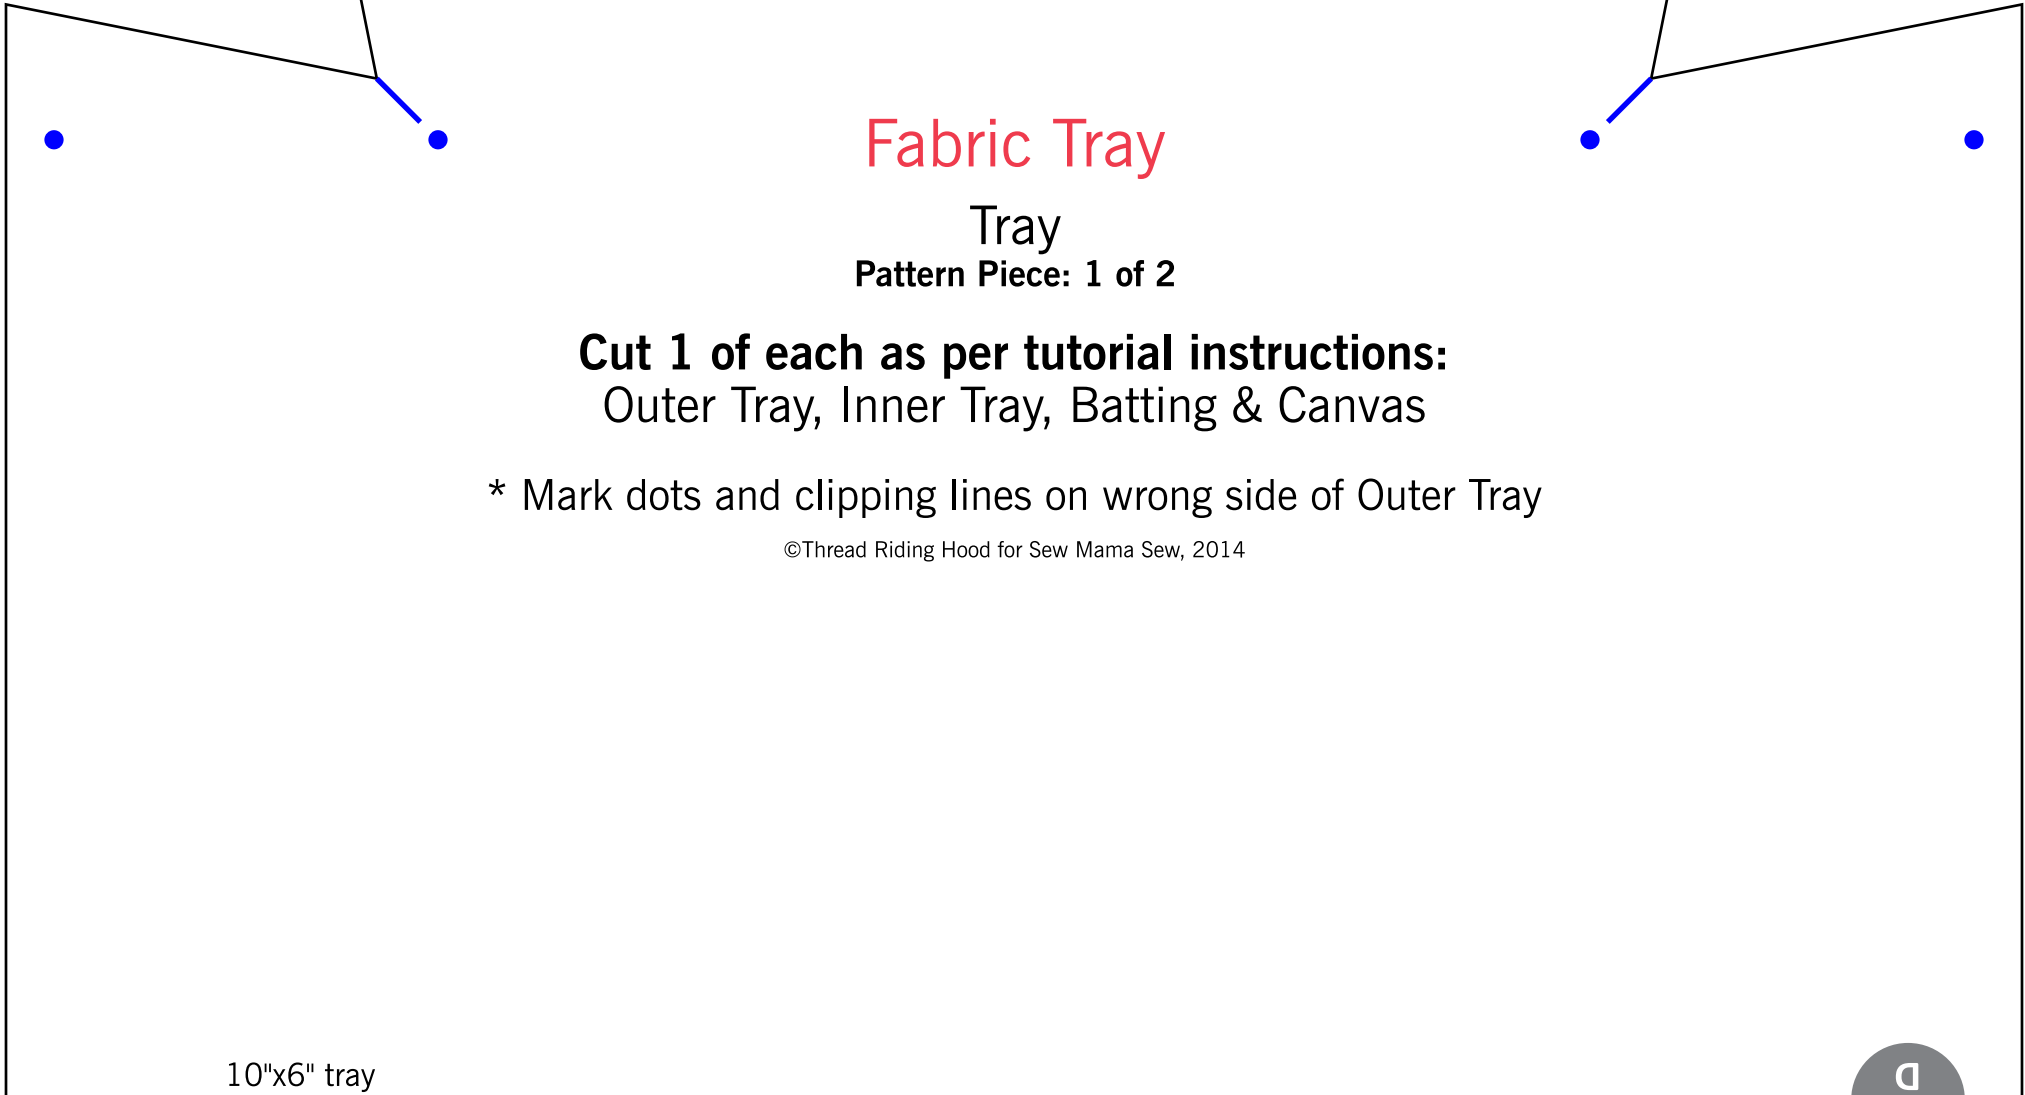 Fabric Tray
Tray
Pattern Piece: 1 of 2
Cut 1 of each as per tutorial instructions:
Outer Tray, Inner Tray, Batting & Canvas
* Mark dots and clipping lines on wrong side of Outer Tray
©Thread Riding Hood for Sew Mama Sew, 2014
10"x6" tray
D